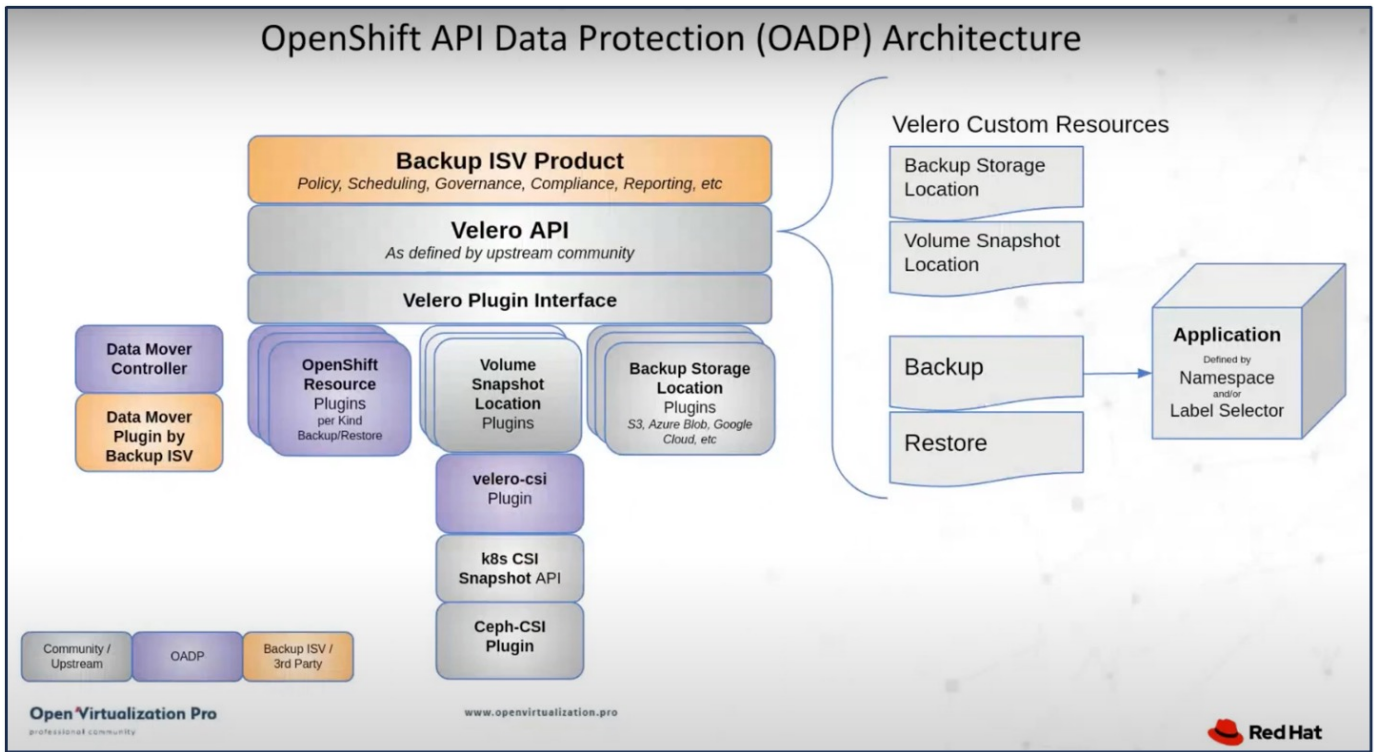 OpenShift API Data Protection (OADP) Architecture
Backup ISV Product
Policy, Scheduling, Governance, Compliance, Reporting, etc
Velero API
As defined by upstream community
Velero Plugin Interface
Data Mover
Controller
Data Mover
Plugin by
Backup ISV
OpenShift
Resource
Plugins
per Kind
Backup/Restore
Volume
Snapshot
Location
Plugins
Backup Storage
Location
Plugins
S3, Azure Blob, Google
Cloud, etc
velero-csi
Plugin
k8s CSI
Snapshot API
Ceph-CSI
Plugin
Velero Custom Resources
Backup Storage
Location
Volume Snapshot
Location
Backup
Restore
Application
Defined by
Namespace
and/or
Label Selector
Community /
Upstream
OADP
Backup ISV /
3rd Party
Open Virtualization Pro
professional community
www.openvirtualization.pro
Red Hat